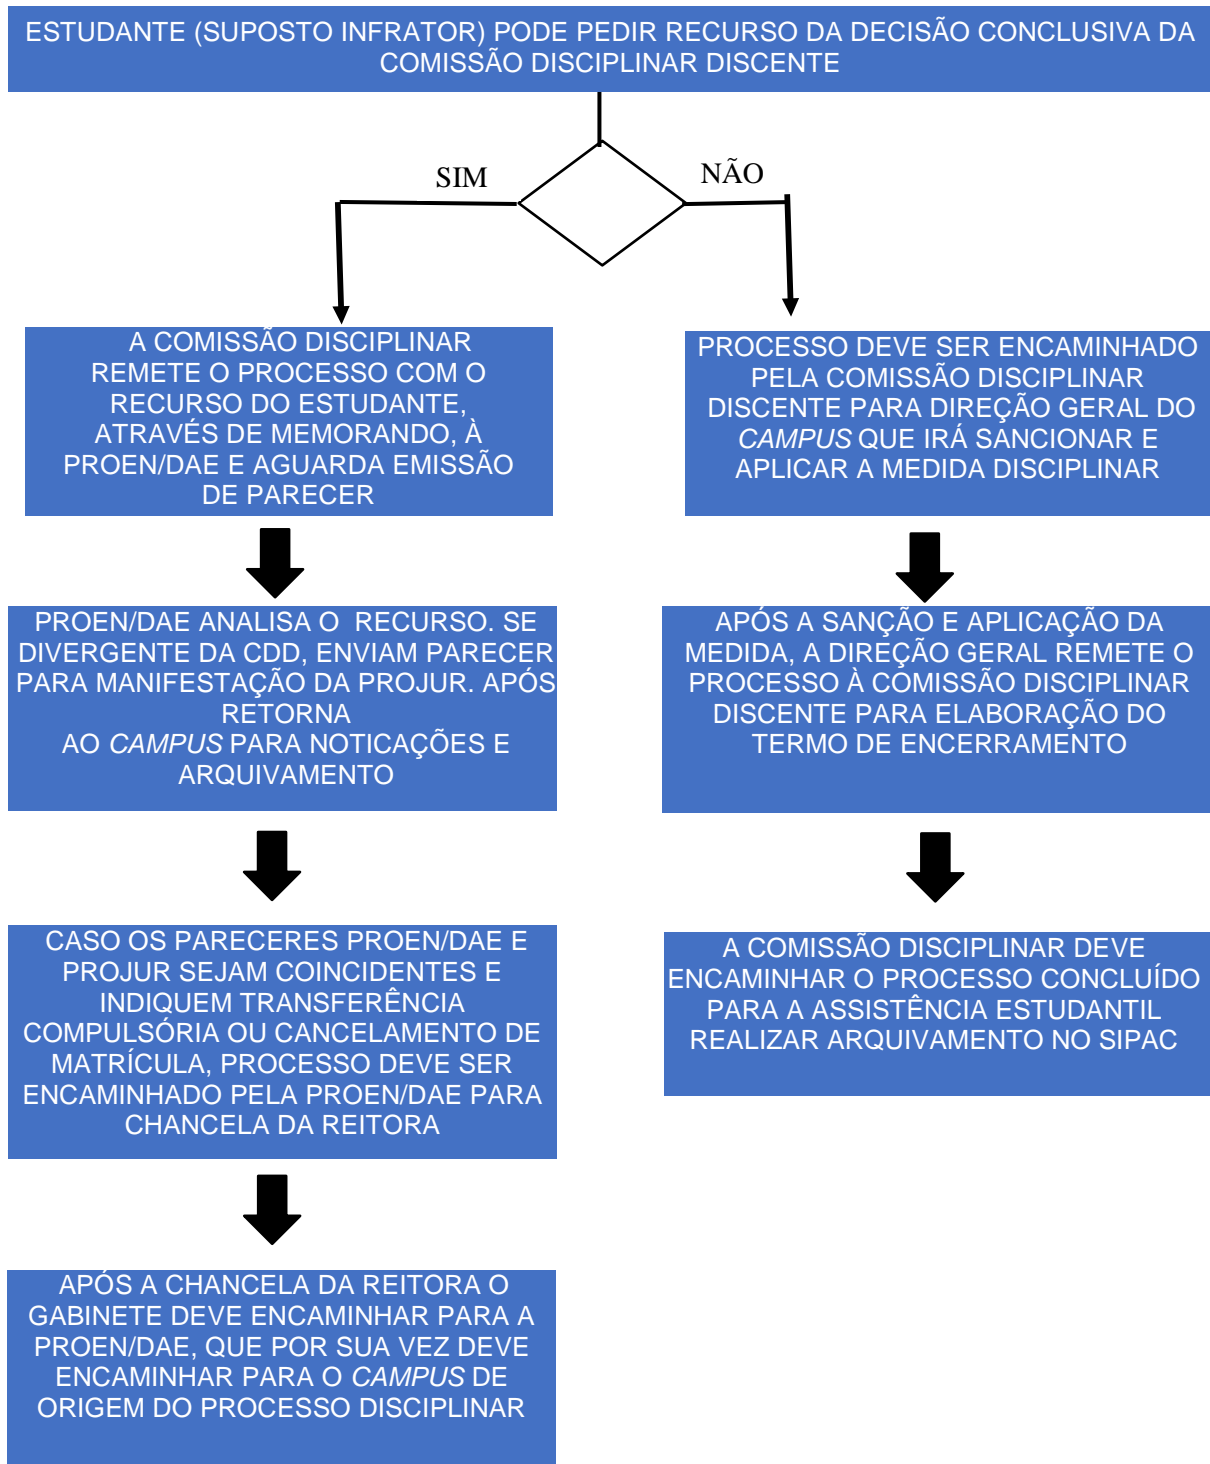 ESTUDANTE (SUPOSTO INFRATOR) PODE PEDIR RECURSO DA DECISÃO CONCLUSIVA DA
COMISSÃO DISCIPLINAR DISCENTE
SIM
NÃO
A COMISSÃO DISCIPLINAR
REMETE O PROCESSO COM O
RECURSO DO ESTUDANTE,
ATRAVÉS DE MEMORANDO, À
PROEN/DAE E AGUARDA EMISSÃO
DE PARECER
PROEN/DAE ANALISA O RECURSO. SE
DIVERGENTE DA CDD, ENVIAM PARECER
PARA MANIFESTAÇÃO DA PROJUR. APÓS
RETORNA
AO CAMPUS PARA NOTICAÇÕES E
ARQUIVAMENTO
CASO OS PARECERES PROEN/DAE E
PROJUR SEJAM COINCIDENTES E
INDIQUEM TRANSFERÊNCIA
COMPULSÓRIA OU CANCELAMENTO DE
MATRÍCULA, PROCESSO DEVE SER
ENCAMINHADO PELA PROEN/DAE PARA
CHANCELA DA REITORA
APÓS A CHANCELA DA REITORA O
GABINETE DEVE ENCAMINHAR PARA A
PROEN/DAE, QUE POR SUA VEZ DEVE
ENCAMINHAR PARA O CAMPUS DE
ORIGEM DO PROCESSO DISCIPLINAR
PROCESSO DEVE SER ENCAMINHADO
PELA COMISSÃO DISCIPLINAR
DISCENTE PARA DIREÇÃO GERAL DO
CAMPUS QUE IRÁ SANCIONAR E
APLICAR A MEDIDA DISCIPLINAR
APÓS A SANÇÃO E APLICAÇÃO DA
MEDIDA, A DIREÇÃO GERAL REMETE O
PROCESSO À COMISSÃO DISCIPLINAR
DISCENTE PARA ELABORAÇÃO DO
TERMO DE ENCERRAMENTO
A COMISSÃO DISCIPLINAR DEVE
ENCAMINHAR O PROCESSO CONCLUÍDO
PARA A ASSISTÊNCIA ESTUDANTIL
REALIZAR ARQUIVAMENTO NO SIPAC